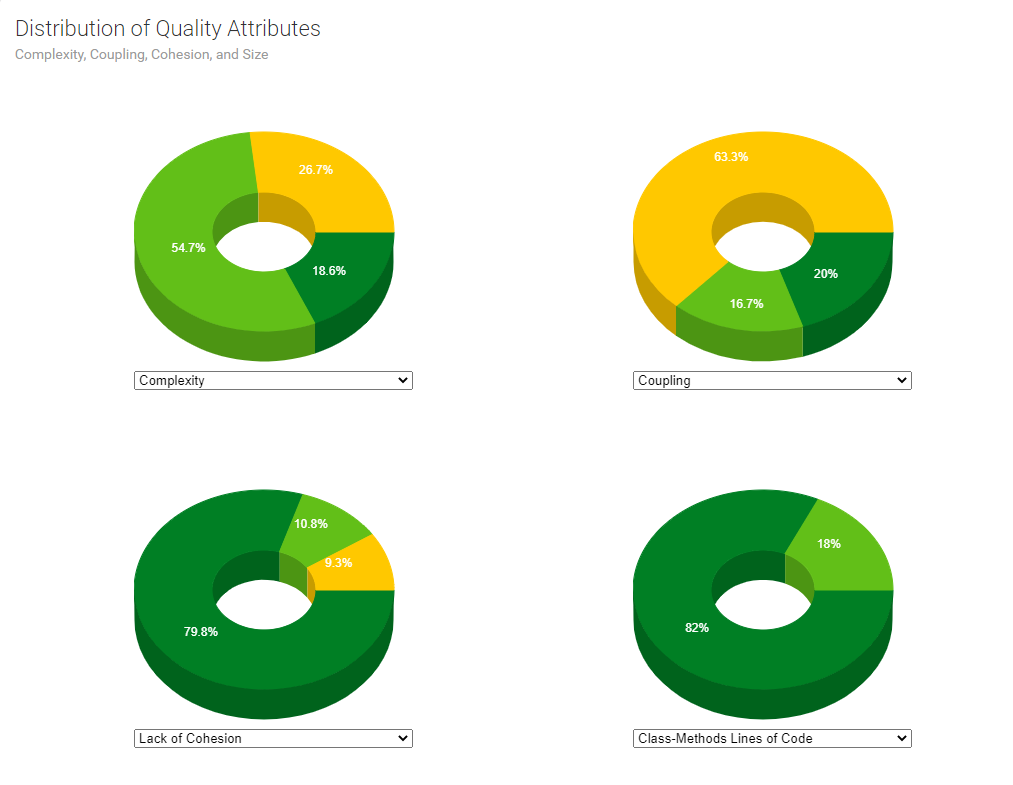 Distribution of Quality Attributes
Complexity, Coupling, Cohesion, and Size
26.7%
54.7%
18.6%
Complexity
63.3%
20%
16.7%
Coupling
10.8%
9.3%
79.8%
Lack of Cohesion
18%
82%
Class-Methods Lines of Code